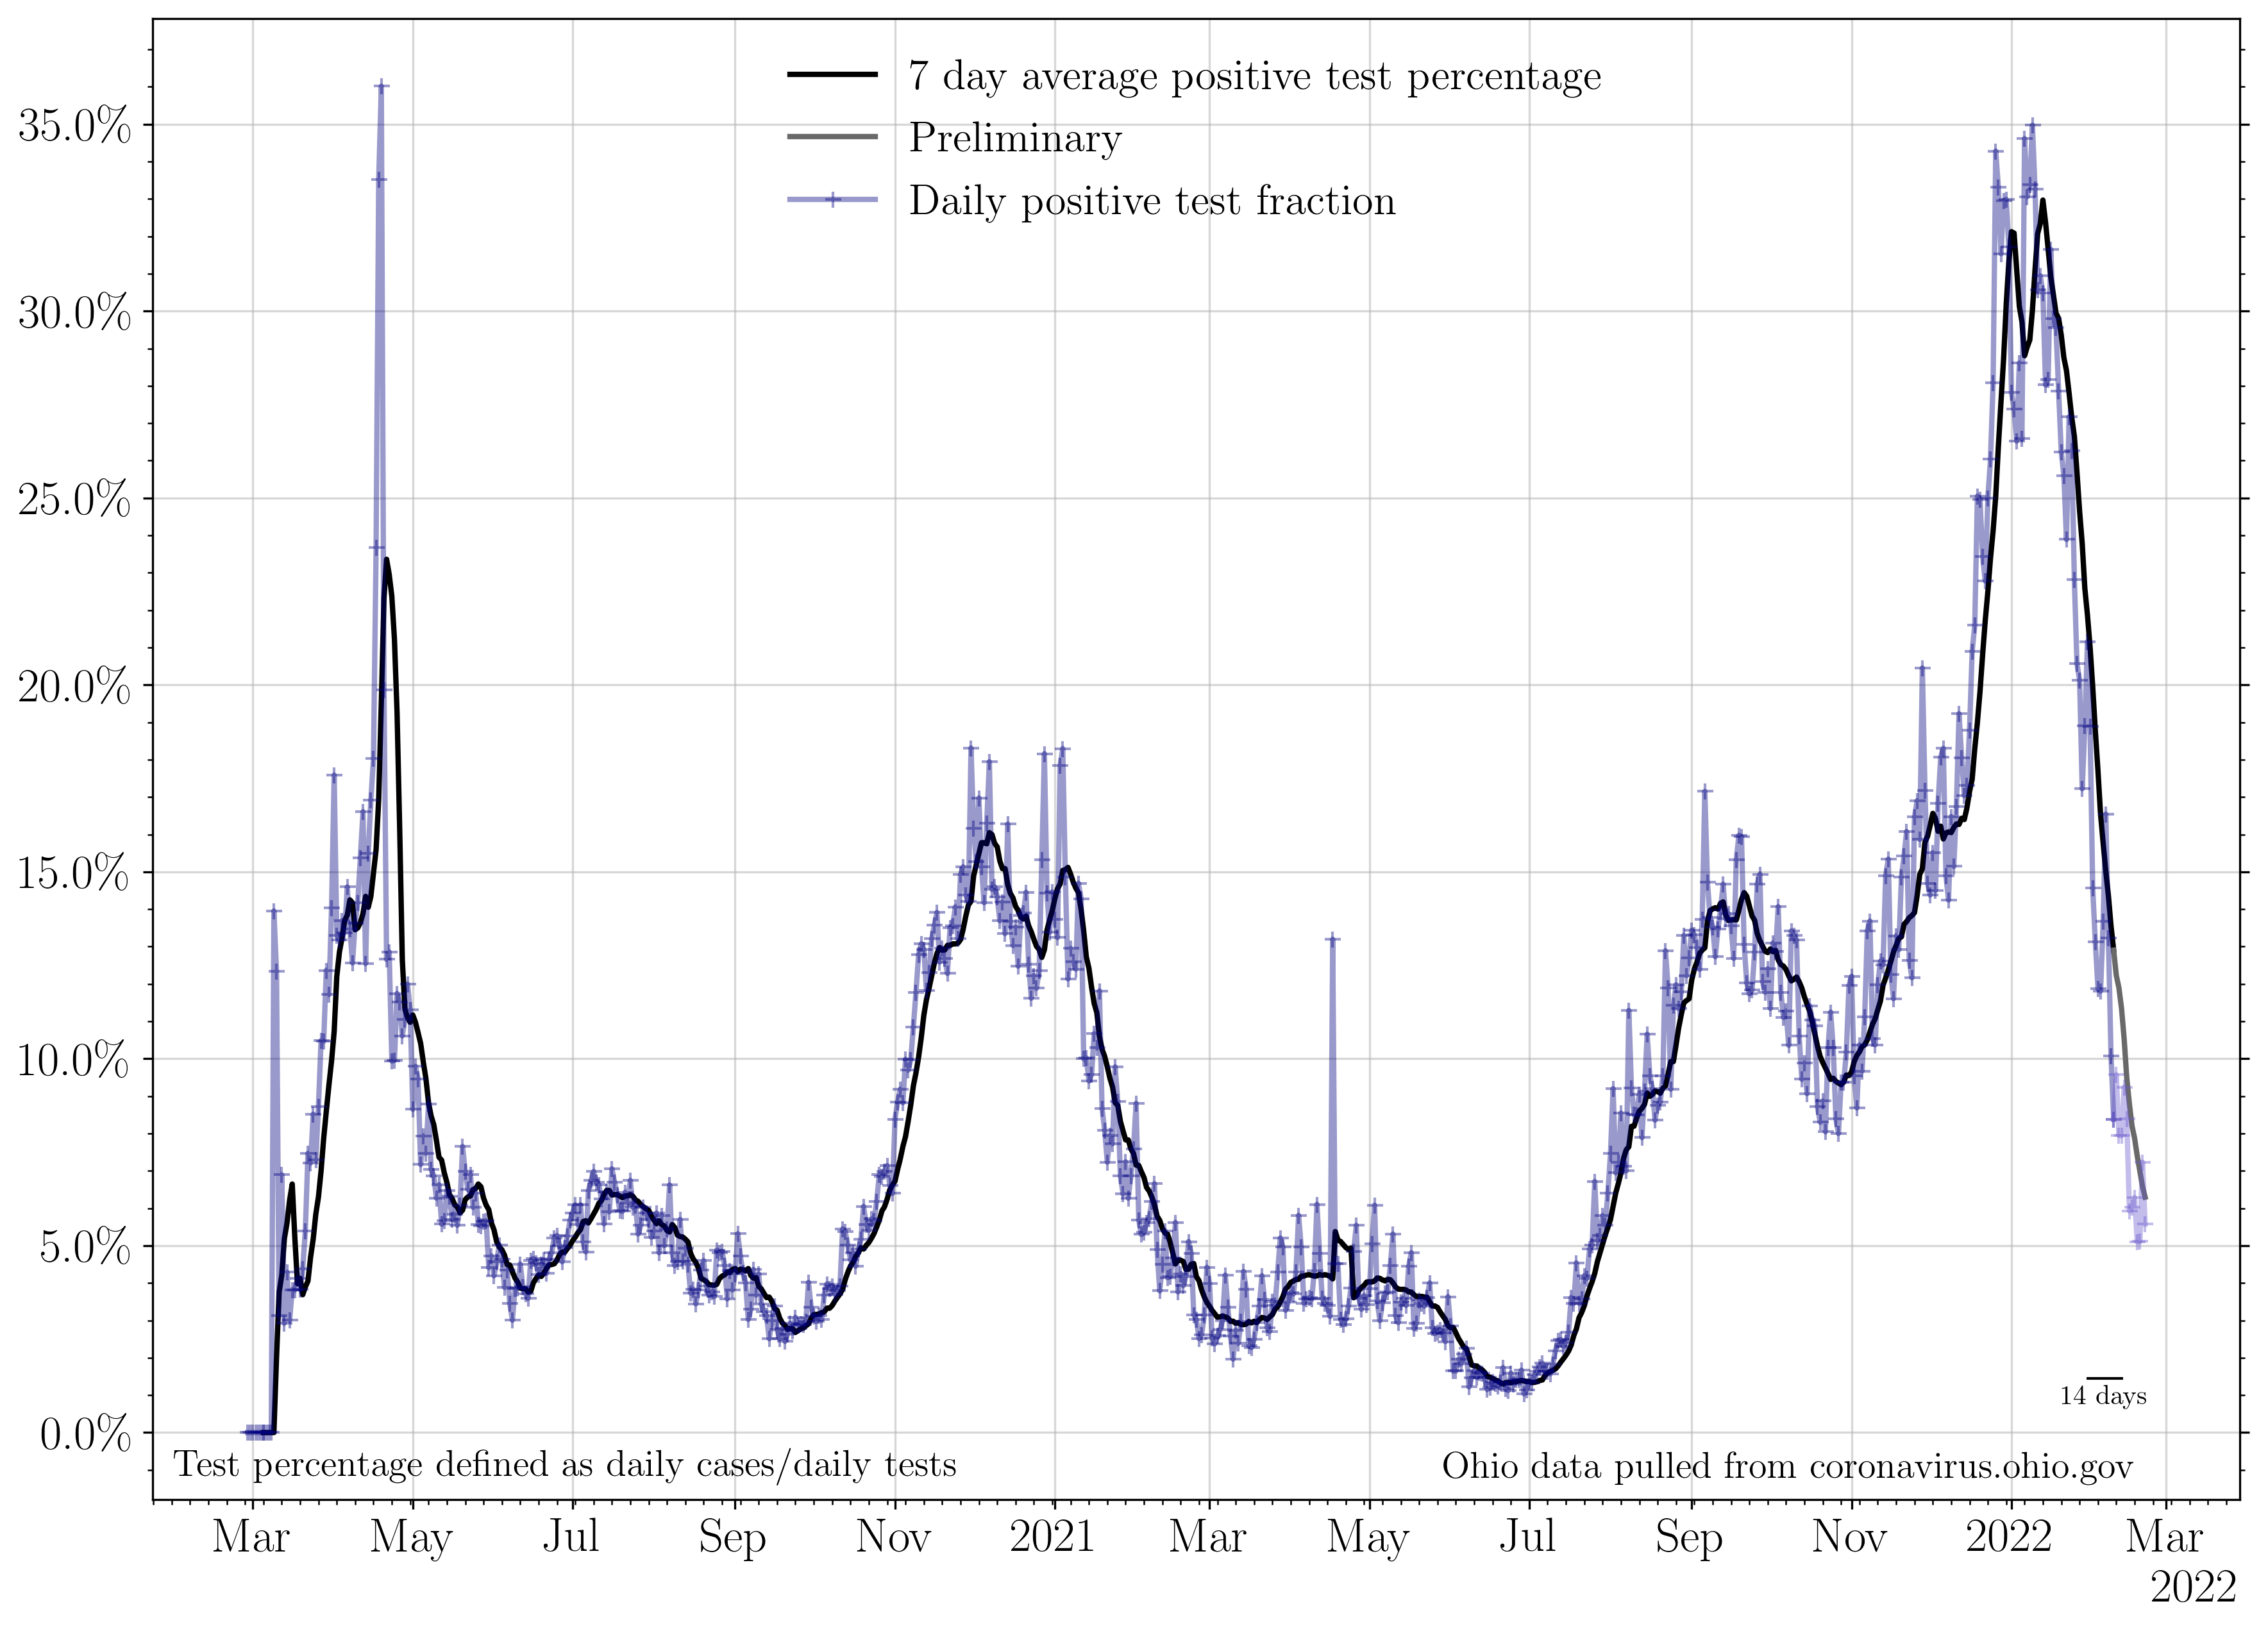 7 day average positive test percentage
Preliminary
Daily positive test fraction
35.0%
30.0%
25.0%
20.0%
15.0%
10.0%
5.0%
0.0%
14 days
Test percentage defined as daily cases/daily tests
Ohio data pulled from coronavirus.ohio.gov
Mar May Jul Sep Nov 2021 Mar May Jul Sep Nov 2022 Mar
2022